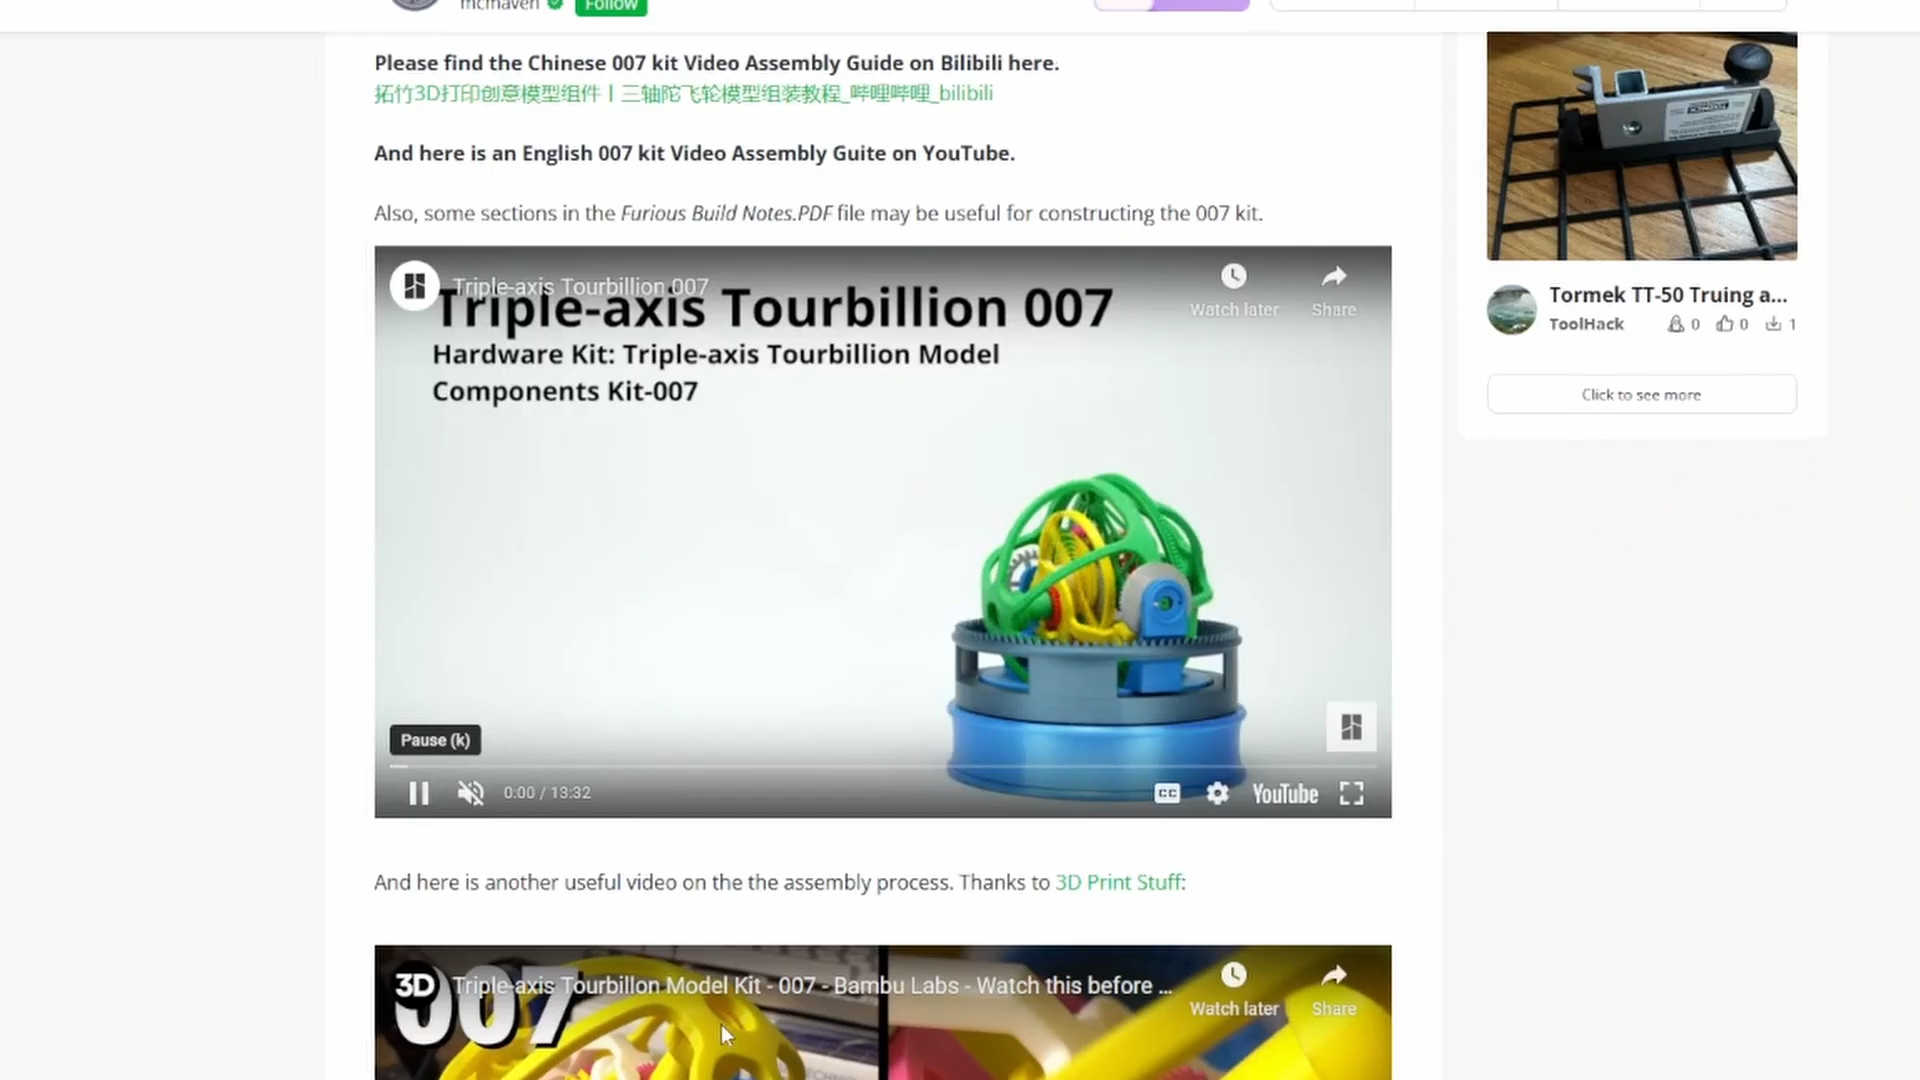 mcmaven
Follow
Please find the Chinese 007 kit Video Assembly Guide on Bilibili here.
拓竹3D打印创意模型组件丨三轴陀飞轮模型组装教程_哔哩哔哩_bilibili
And here is an English 007 kit Video Assembly Guite on YouTube.
Also, some sections in the Furious Build Notes.PDF file may be useful for constructing the 007 kit.
Triple-axis Tourbillion 007
Triple-axis Tourbillion 007
Hardware Kit: Triple-axis Tourbillion Model
Components Kit-007
Watch later
Share
Pause (k)
0:00 / 13:32
CC
YouTube
And here is another useful video on the the assembly process. Thanks to 3D Print Stuff:
3D
007
Triple-axis Tourbillon Model Kit - 007 - Bambu Labs - Watch this before ...
Watch later
Share
Tormek TT-50 Truing a...
ToolHack
0
0
1
Click to see more